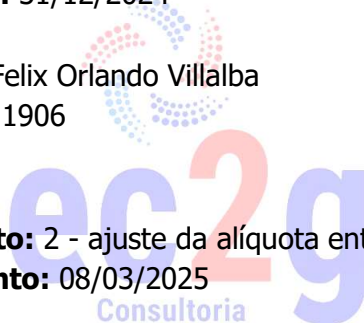 31/12/2024
Felix Orlando Villalba
1906
ec2g
to: 2 - ajuste da alíquota ent
nto: 08/03/2025
Consultoria